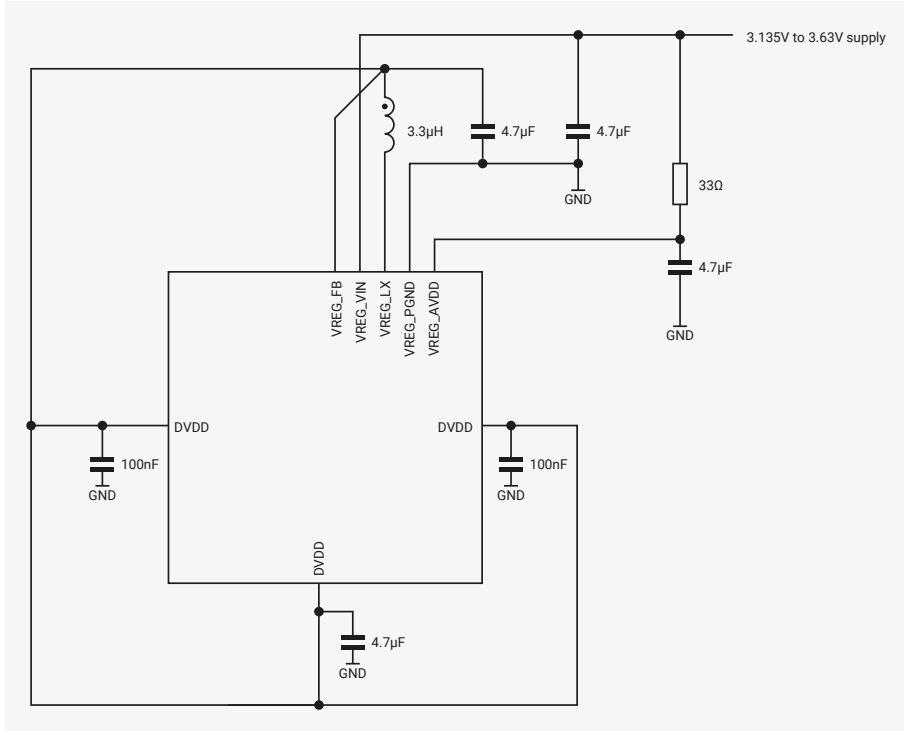 3.135V to 3.63V supply
3.3µH
4.7µF
4.7µF
GND
33Ω
4.7µF
GND
VREG_FB
VREG_VIN
VREG_LX
VREG_PGND
VREG_AVDD
DVDD
DVDD
100nF
GND
100nF
GND
DVDD
4.7µF
GND